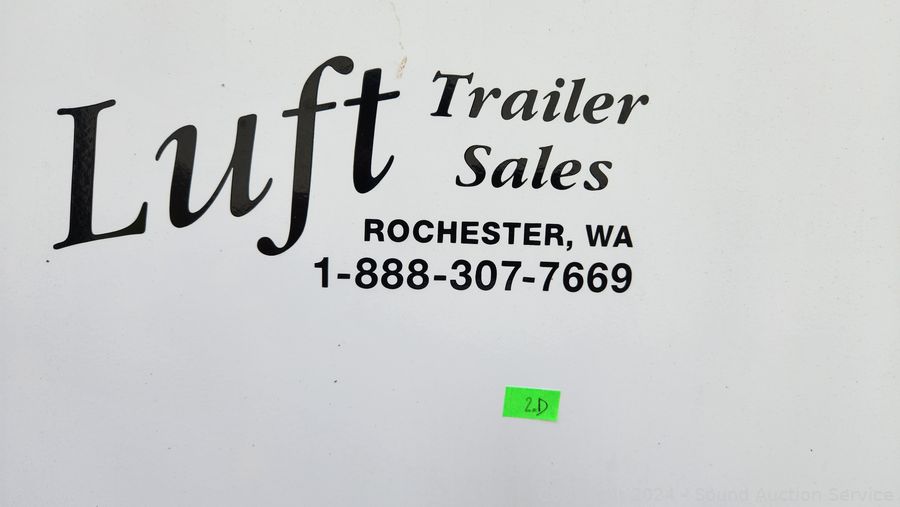 Luft Trailer
Sales
ROCHESTER, WA
1-888-307-7669
2.D
2024 - Sound Auction Service